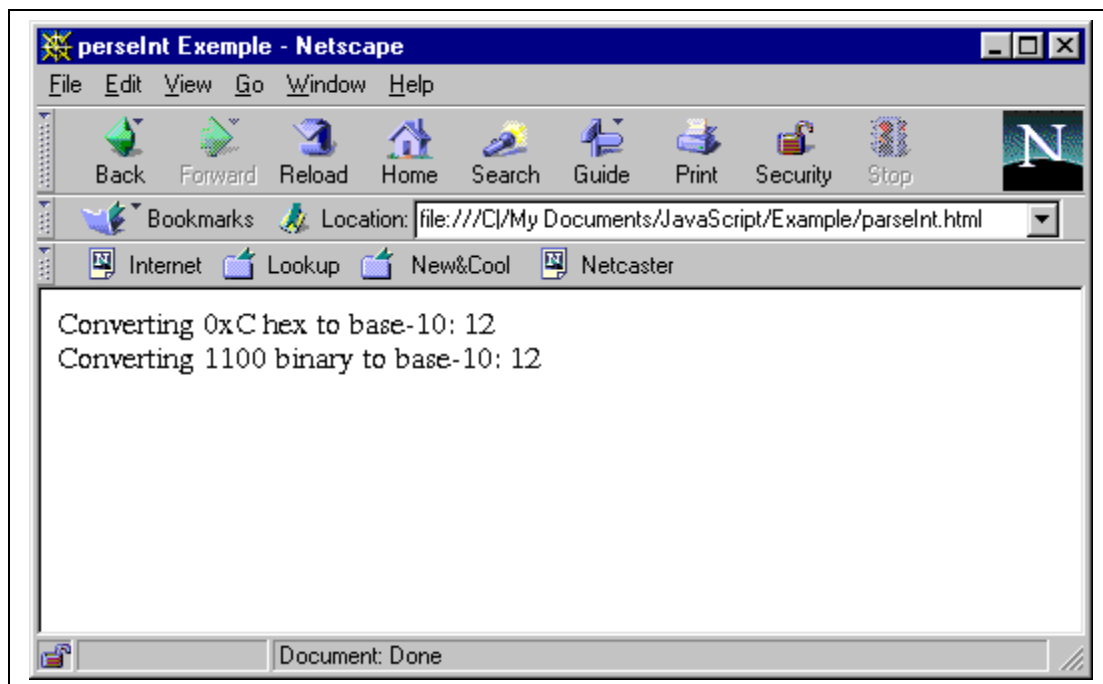 perseInt Exemple - Netscape
File Edit View Go Window Help
N
Back Forward Reload Home Search Guide Print Security Stop
Bookmarks Location: file:///C|/My Documents/JavaScript/Example/parseInt.html
Internet Lookup New&Cool Netcaster
Converting 0xC hex to base-10: 12
Converting 1100 binary to base-10: 12
Document: Done